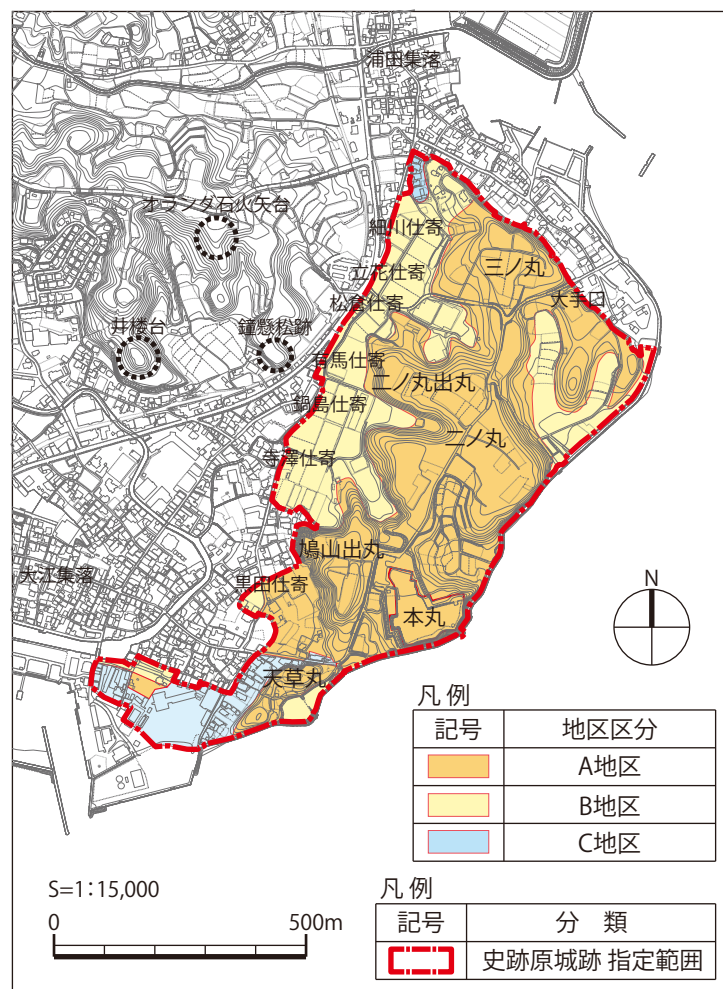 浦田集落
オランダ石火矢台
細川仕寄
三ノ丸
立花仕寄
大手口
松倉仕寄
井楼台
鐘懸松跡
有馬仕寄
二ノ丸出丸
鍋島仕寄
二ノ丸
寺澤仕寄
鳩山出丸
大江集落
黒田仕寄
N
本丸
天草丸
凡 例
記号 地区区分
A地区
B地区
C地区
S=1:15,000
0 500m
凡 例
記号 分 類
史跡原城跡 指定範囲